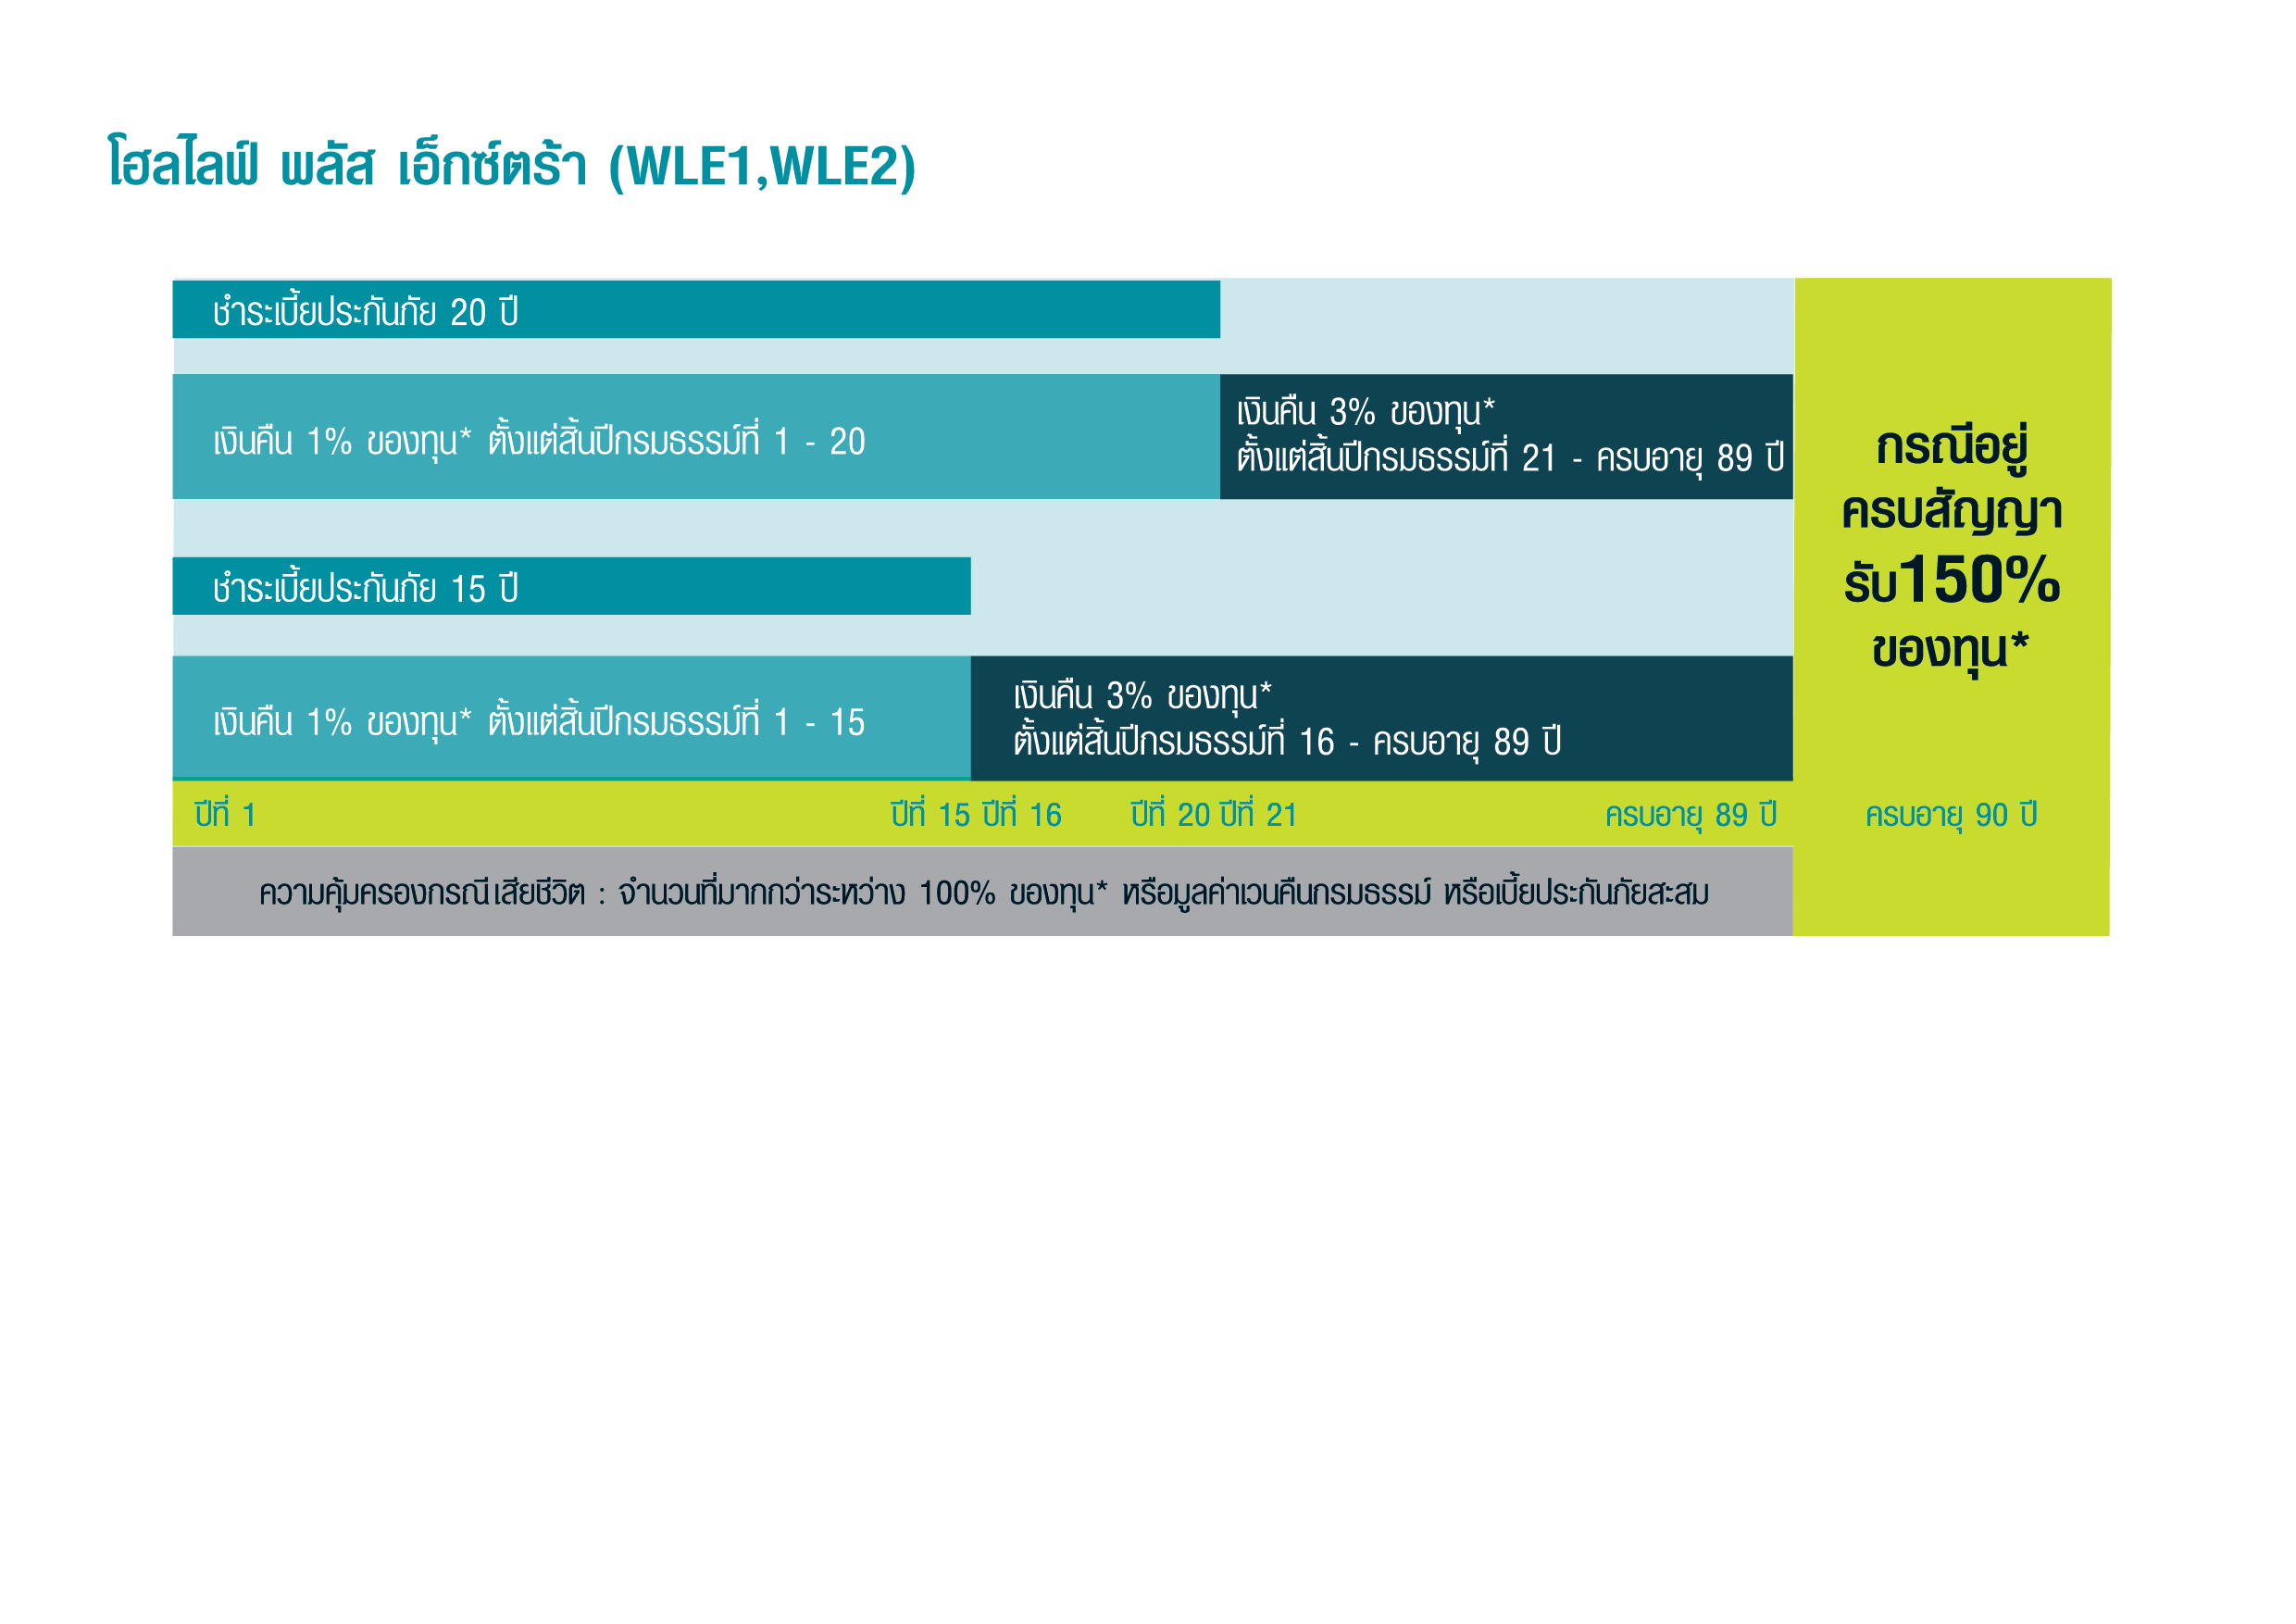 โฮลไลฟ์ พลัส เอ็กซ์ตร้า (WLE1,WLE2)
ชำระเบี้ยประกันภัย 20 ปี
เงินคืน 1% ของทุน* ตั้งแต่สิ้นปีกรมธรรม์ที่ 1 - 20
เงินคืน 3% ของทุน*
ตั้งแต่สิ้นปีกรมธรรม์ที่ 21 - ครบอายุ 89 ปี
ชำระเบี้ยประกันภัย 15 ปี
เงินคืน 1% ของทุน* ตั้งแต่สิ้นปีกรมธรรม์ที่ 1 - 15
เงินคืน 3% ของทุน*
ตั้งแต่สิ้นปีกรมธรรม์ที่ 16 - ครบอายุ 89 ปี
กรณีอยู่
ครบสัญญา
รับ150%
ของทุน*
ปีที่ 1 ปีที่ 15 ปีที่ 16 ปีที่ 20 ปีที่ 21 ครบอายุ 89 ปี ครบอายุ 90 ปี
ความคุ้มครองกรณีเสียชีวิต : จำนวนที่มากกว่าระหว่าง 100% ของทุน* หรือมูลค่าเวนคืนกรมธรรม์ หรือเบี้ยประกันภัยสะสม